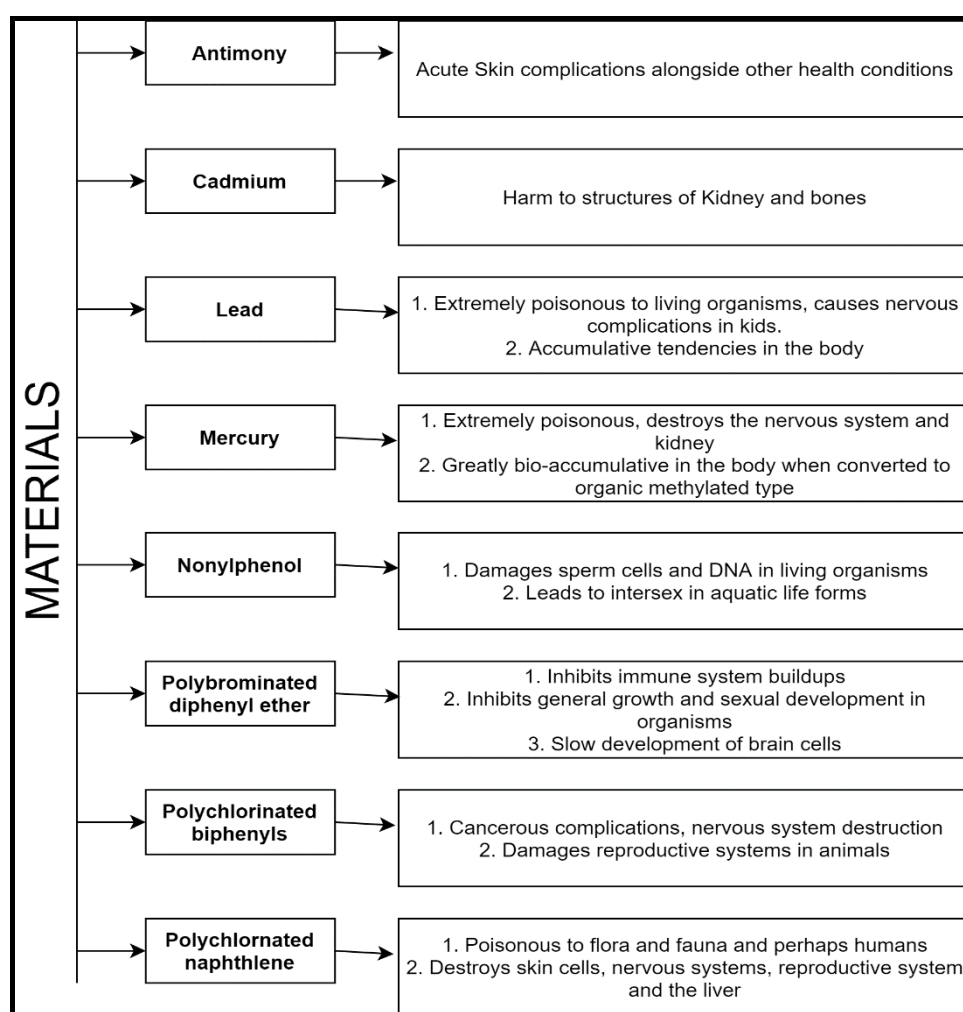 MATERIALS
Antimony
Acute Skin complications alongside other health conditions
Cadmium
Harm to structures of Kidney and bones
Lead
1. Extremely poisonous to living organisms, causes nervous
complications in kids.
2. Accumulative tendencies in the body
Mercury
1. Extremely poisonous, destroys the nervous system and
kidney
2. Greatly bio-accumulative in the body when converted to
organic methylated type
Nonylphenol
1. Damages sperm cells and DNA in living organisms
2. Leads to intersex in aquatic life forms
Polybrominated
diphenyl ether
1. Inhibits immune system buildups
2. Inhibits general growth and sexual development in
organisms
3. Slow development of brain cells
Polychlorinated
biphenyls
1. Cancerous complications, nervous system destruction
2. Damages reproductive systems in animals
Polychlornated
naphthlene
1. Poisonous to flora and fauna and perhaps humans
2. Destroys skin cells, nervous systems, reproductive system
and the liver